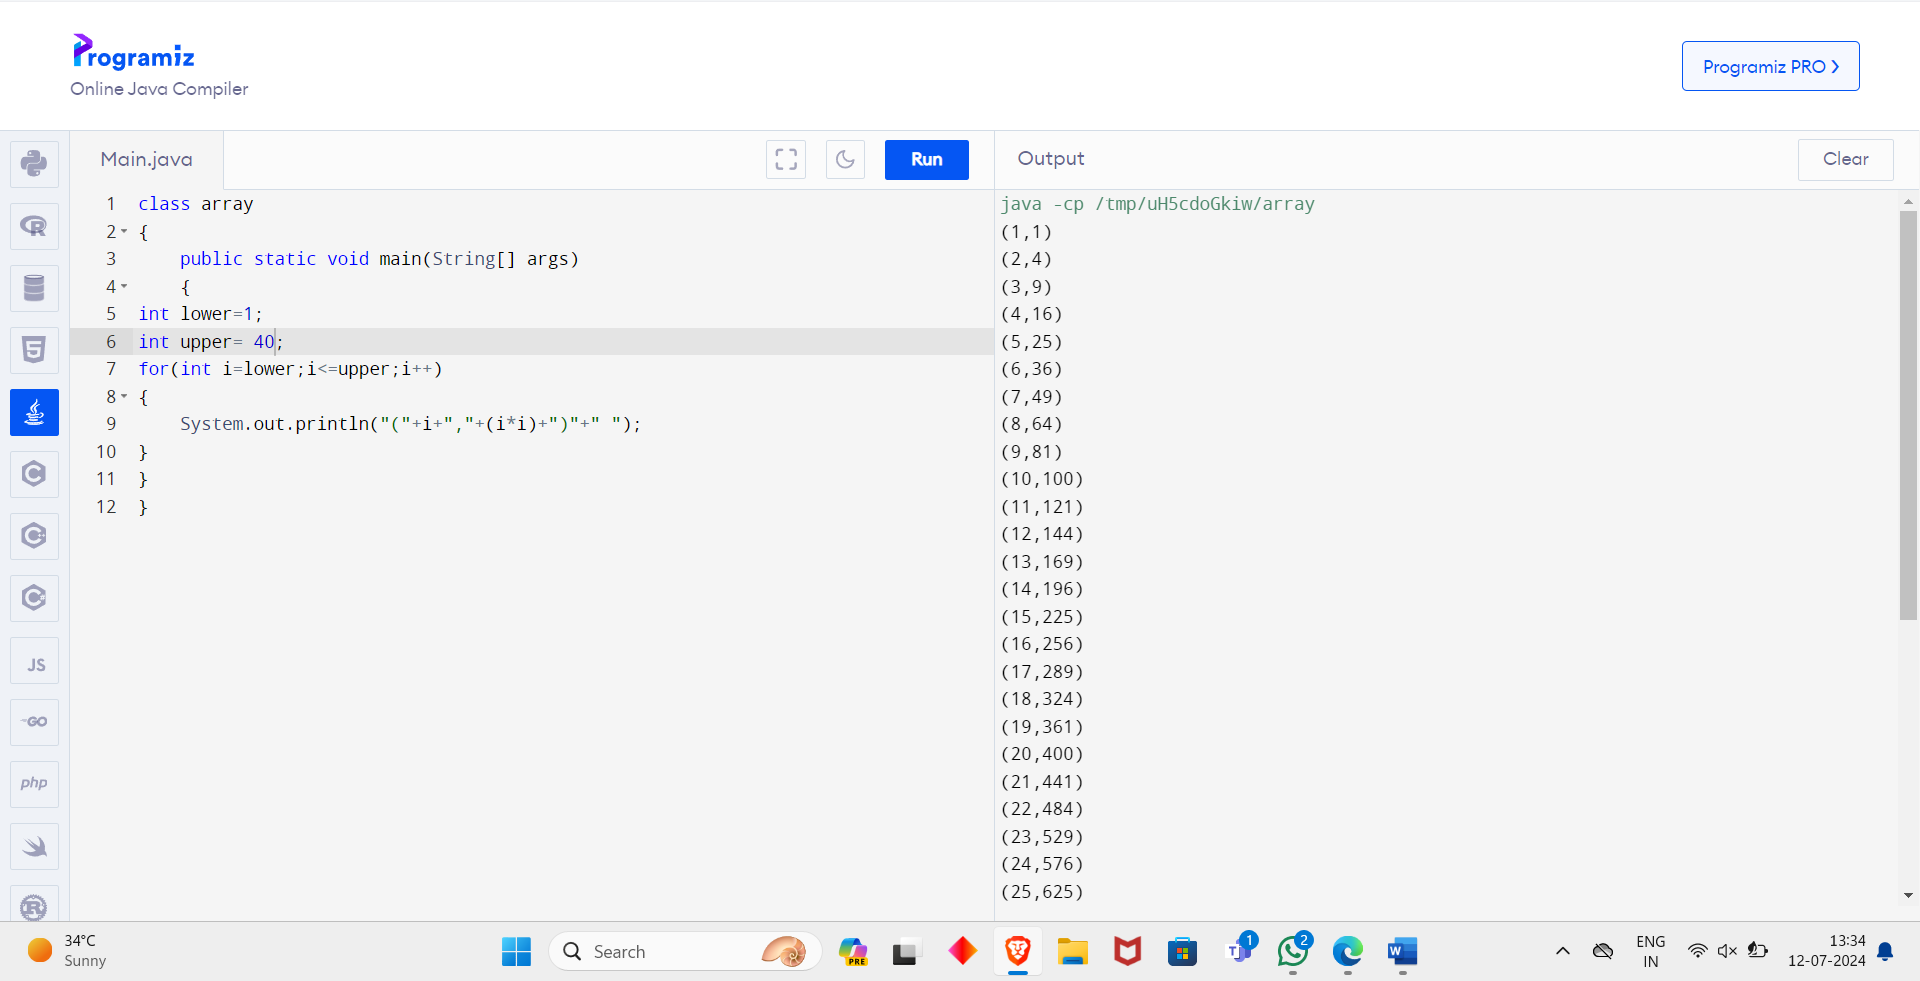 Programiz
Online Java Compiler
Programiz PRO
Main.java
Run
Output
Clear
1 class array
2 {
3 public static void main(String[] args)
4 {
5 int lower=1;
6 int upper= 40;
7 for(int i=lower;i<=upper;i++)
8 {
9 System.out.println("("+i+","+(i*i)+")"+" ");
10 }
11 }
12 }
java -cp /tmp/uH5cdoGkiw/array
(1,1)
(2,4)
(3,9)
(4,16)
(5,25)
(6,36)
(7,49)
(8,64)
(9,81)
(10,100)
(11,121)
(12,144)
(13,169)
(14,196)
(15,225)
(16,256)
(17,289)
(18,324)
(19,361)
(20,400)
(21,441)
(22,484)
(23,529)
(24,576)
(25,625)
JS
GO
php
34°C
Sunny
Search
PRE
1
2
ENG
IN
13:34
12-07-2024